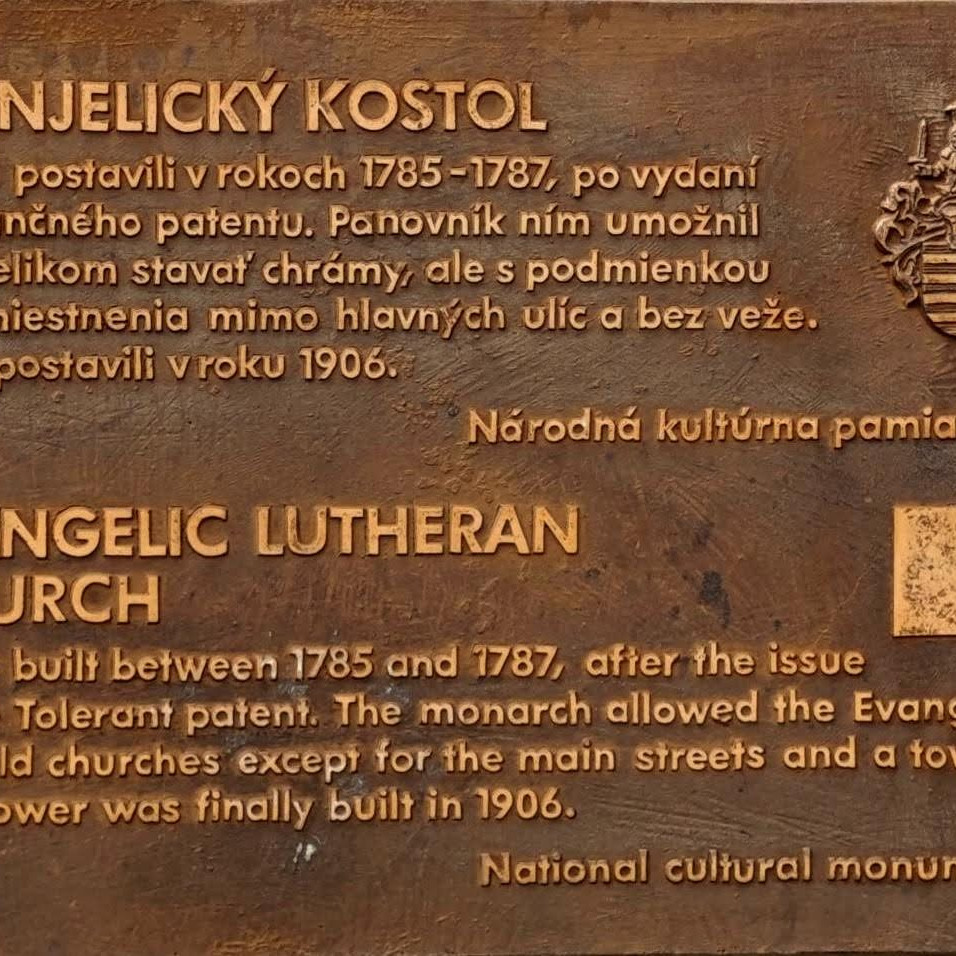 NJELICKÝ KOSTOL
postavili v rokoch 1785-1787, po vydaní
nčného patentu. Panovník ním umožnil
elikom stavať chrámy, ale s podmienkou
iestnenia mimo hlavných ulíc a bez veže.
postavili v roku 1906.
Národná kultúrna pamia
NGELIC LUTHERAN
URCH
built between 1785 and 1787, after the issue
Tolerant patent. The monarch allowed the Evang
ld churches except for the main streets and a tow
ower was finally built in 1906.
National cultural monum